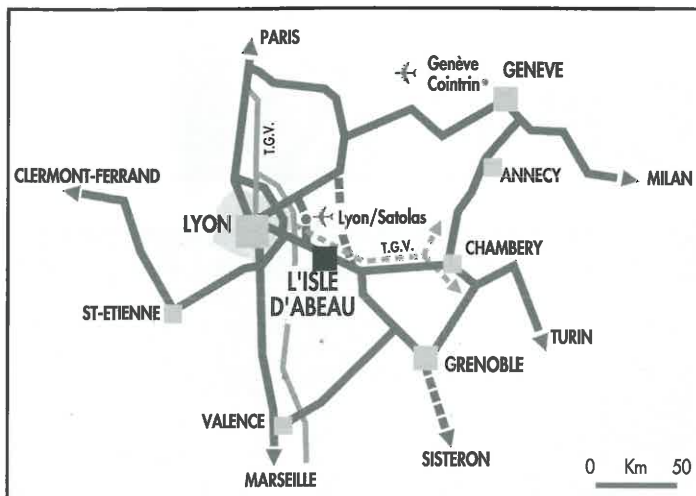 PARIS
Genève
Cointrin
GENEVE
T.G.V.
CLERMONT-FERRAND
ANNECY
MILAN
LYON
Lyon/Satolas
T.G.V.
CHAMBERY
L'ISLE
D'ABEAU
ST-ETIENNE
TURIN
GRENOBLE
VALENCE
SISTERON
MARSEILLE
0 Km 50